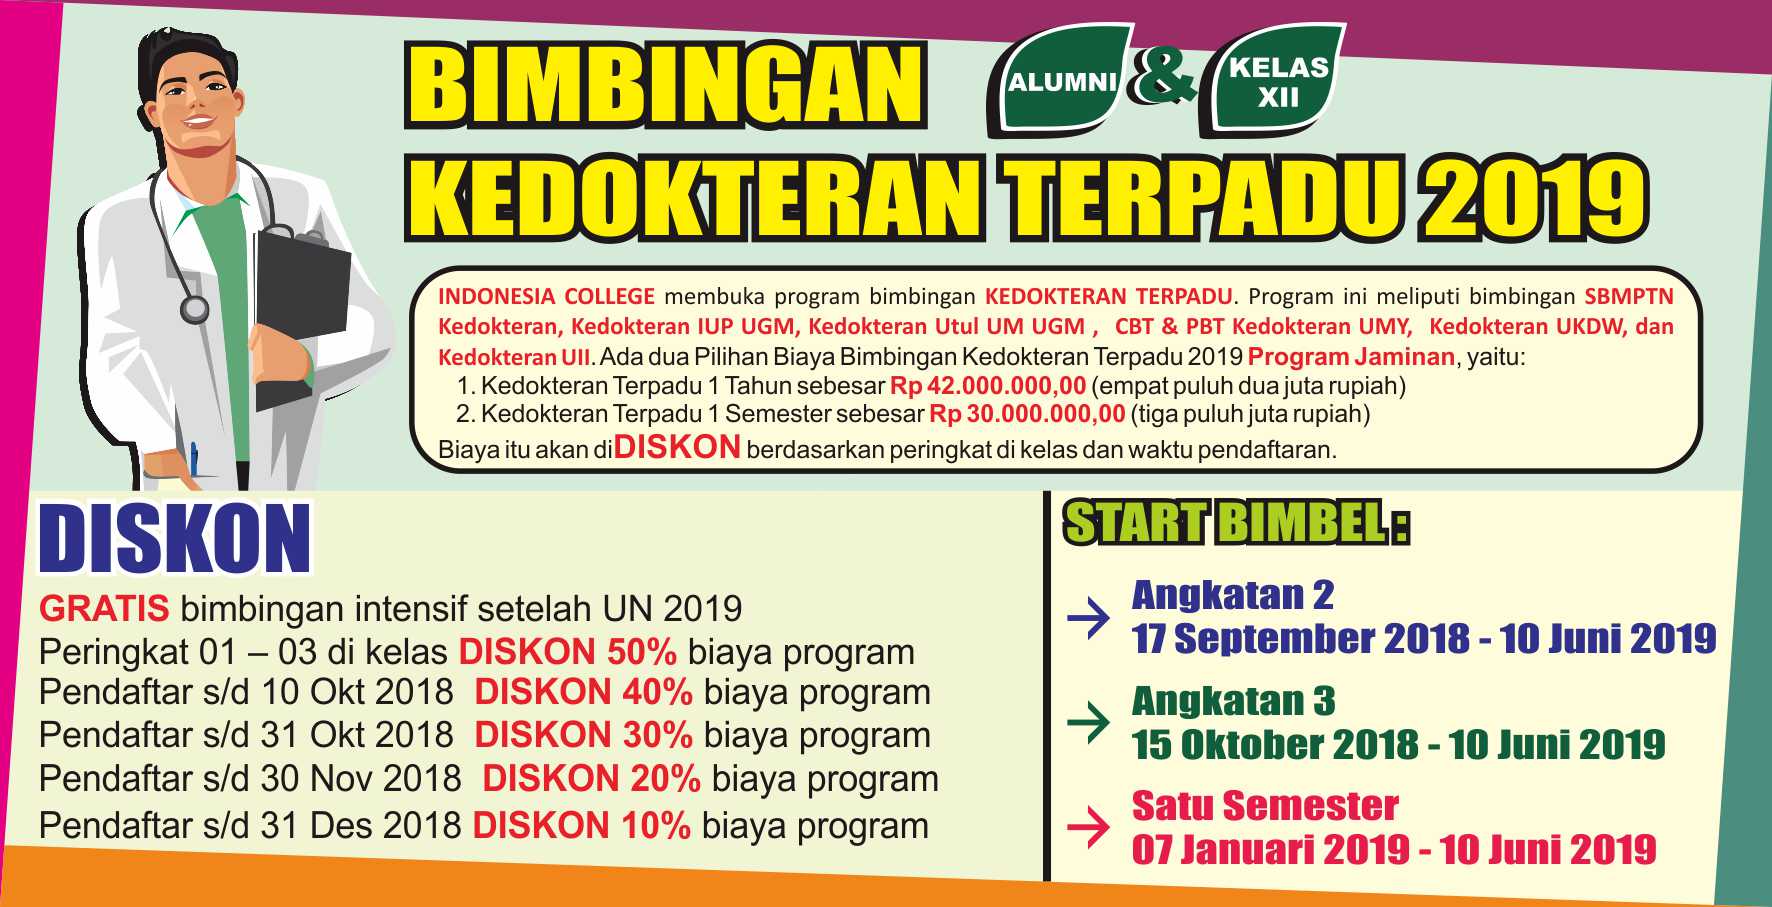 BIMBINGAN
ALUMNI & KELAS XII
KEDOKTERAN TERPADU 2019
INDONESIA COLLEGE membuka program bimbingan KEDOKTERAN TERPADU. Program ini meliputi bimbingan SBMPTN
Kedokteran, Kedokteran IUP UGM, Kedokteran Utul UM UGM , CBT & PBT Kedokteran UMY, Kedokteran UKDW, dan
Kedokteran UII. Ada dua Pilihan Biaya Bimbingan Kedokteran Terpadu 2019 Program Jaminan, yaitu:
1. Kedokteran Terpadu 1 Tahun sebesar Rp 42.000.000,00 (empat puluh dua juta rupiah)
2. Kedokteran Terpadu 1 Semester sebesar Rp 30.000.000,00 (tiga puluh juta rupiah)
Biaya itu akan diDISKON berdasarkan peringkat di kelas dan waktu pendaftaran.
DISKON
GRATIS bimbingan intensif setelah UN 2019
Peringkat 01 – 03 di kelas DISKON 50% biaya program
Pendaftar s/d 10 Okt 2018 DISKON 40% biaya program
Pendaftar s/d 31 Okt 2018 DISKON 30% biaya program
Pendaftar s/d 30 Nov 2018 DISKON 20% biaya program
Pendaftar s/d 31 Des 2018 DISKON 10% biaya program
START BIMBEL :
Angkatan 2
17 September 2018 - 10 Juni 2019
Angkatan 3
15 Oktober 2018 - 10 Juni 2019
Satu Semester
07 Januari 2019 - 10 Juni 2019